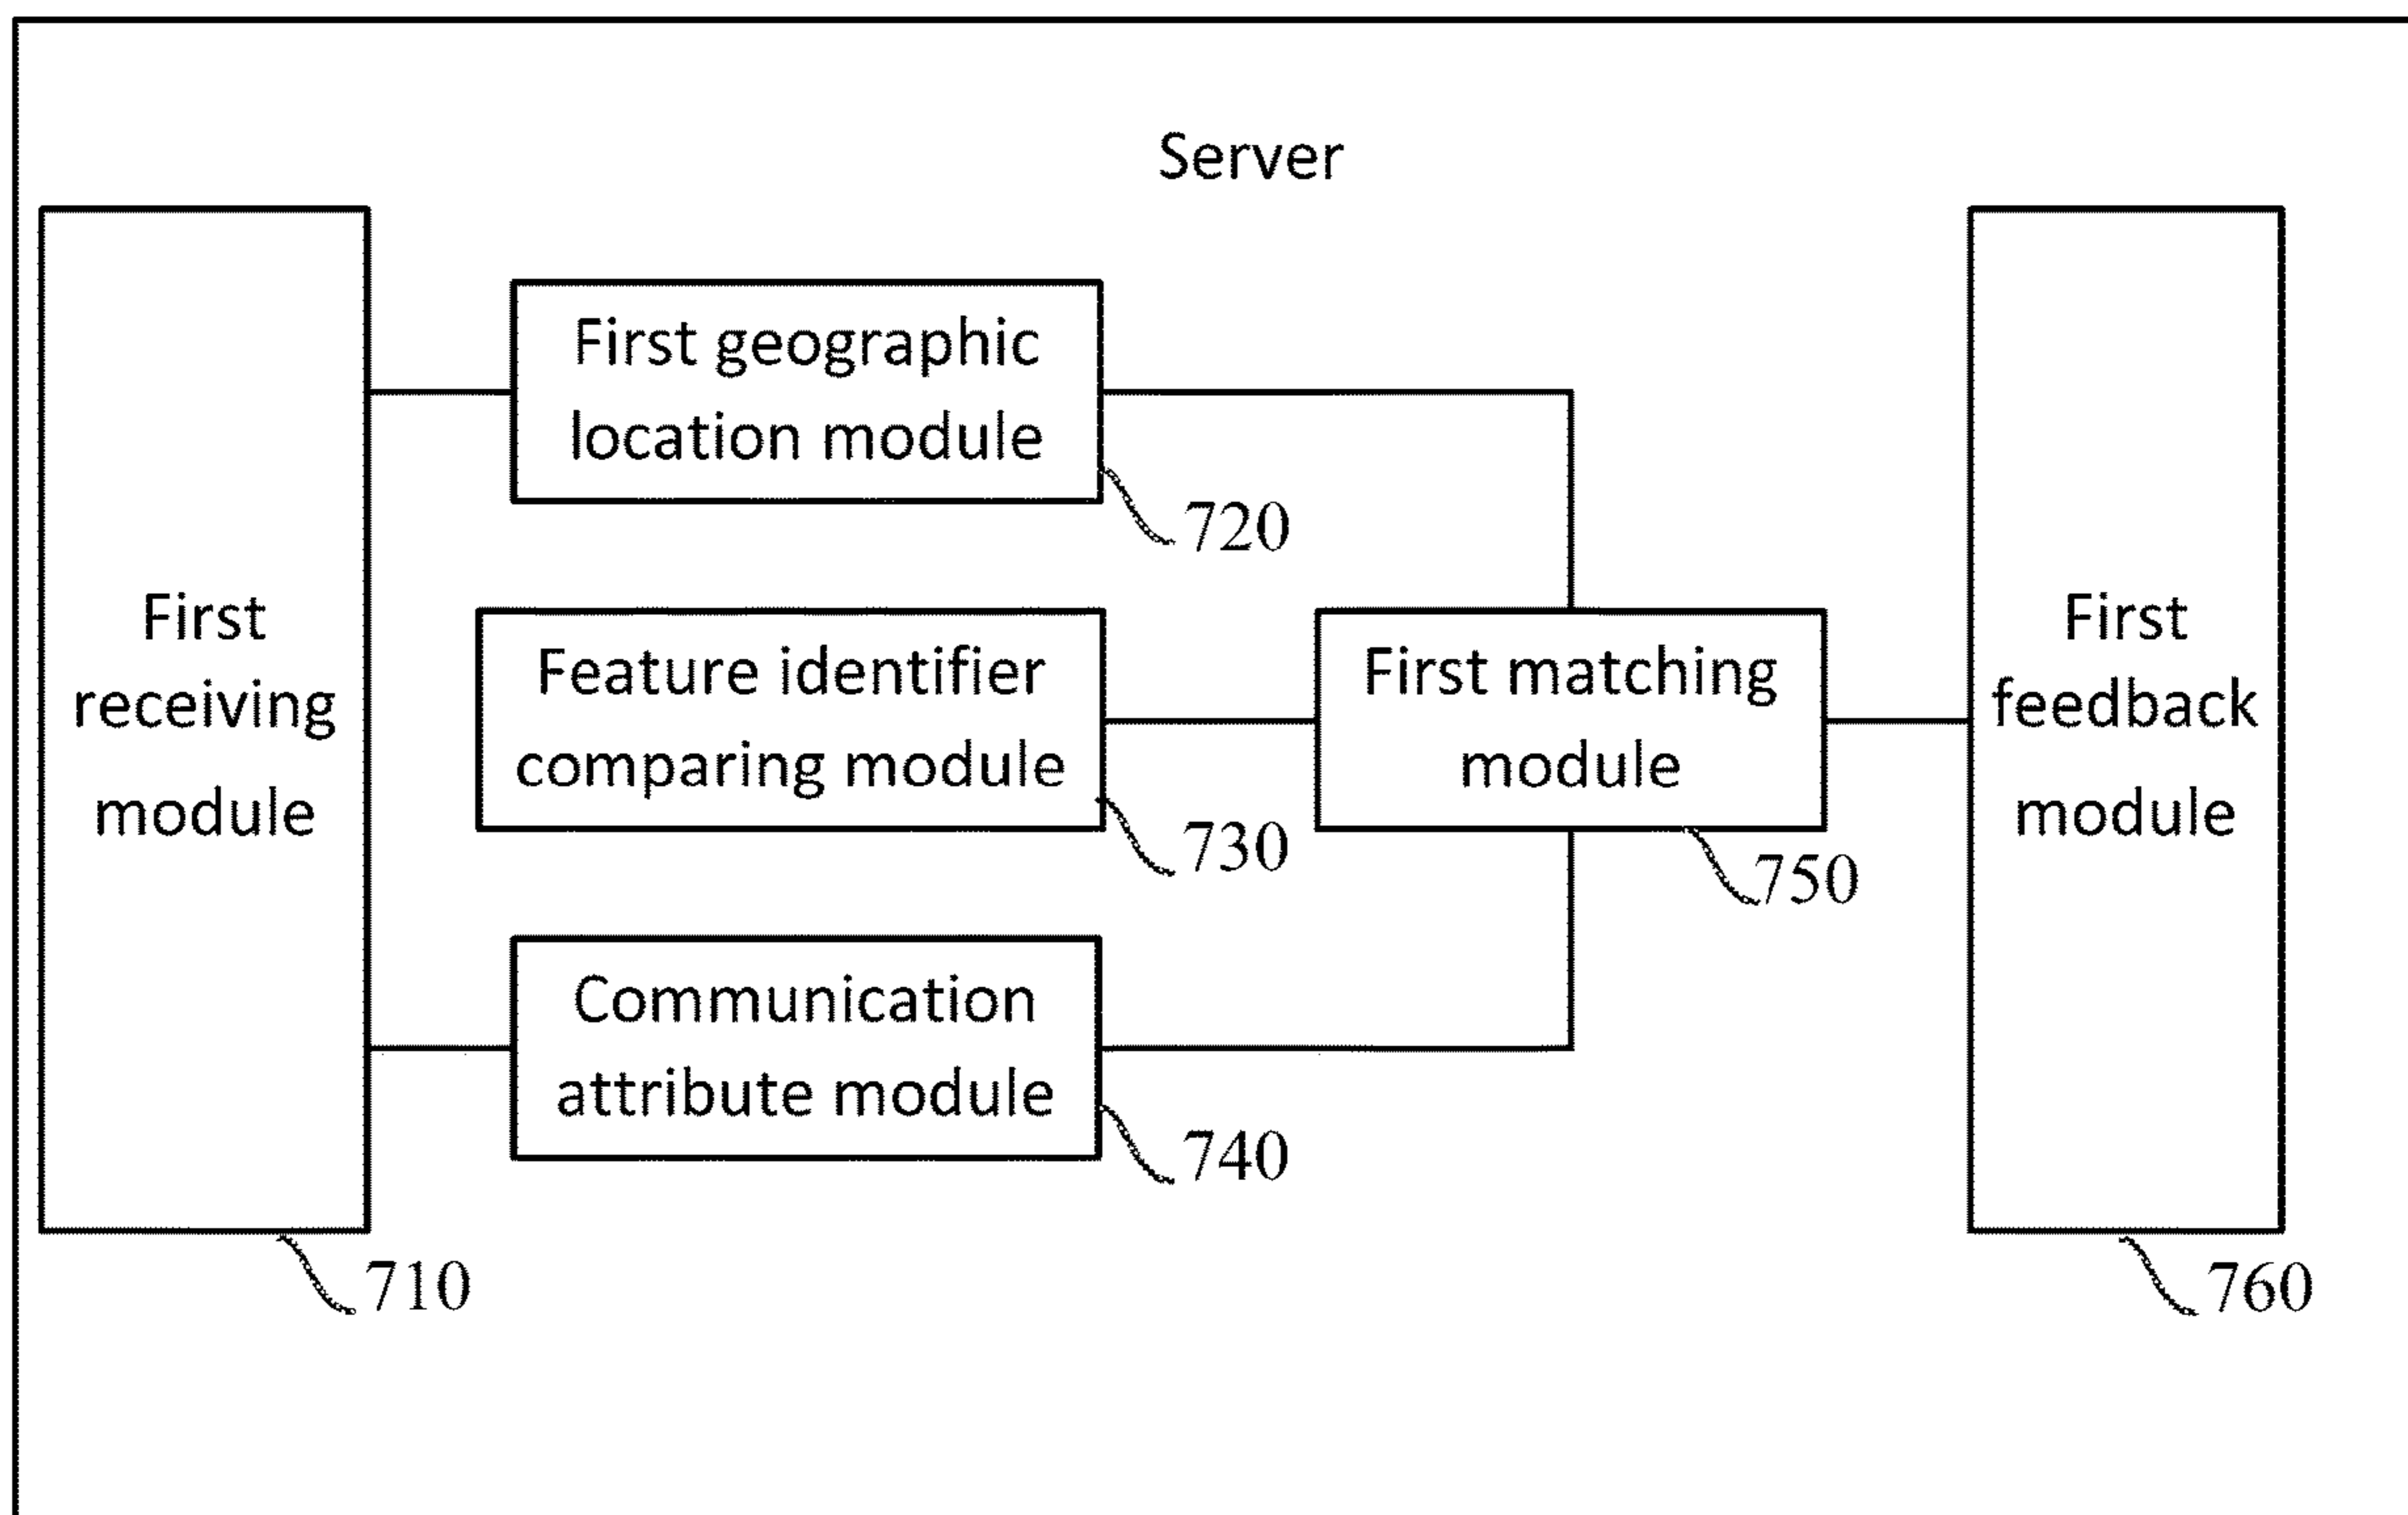 Server
First
receiving
module
710
First geographic
location module
720
Feature identifier
comparing module
730
Communication
attribute module
740
First matching
module
750
First
feedback
module
760